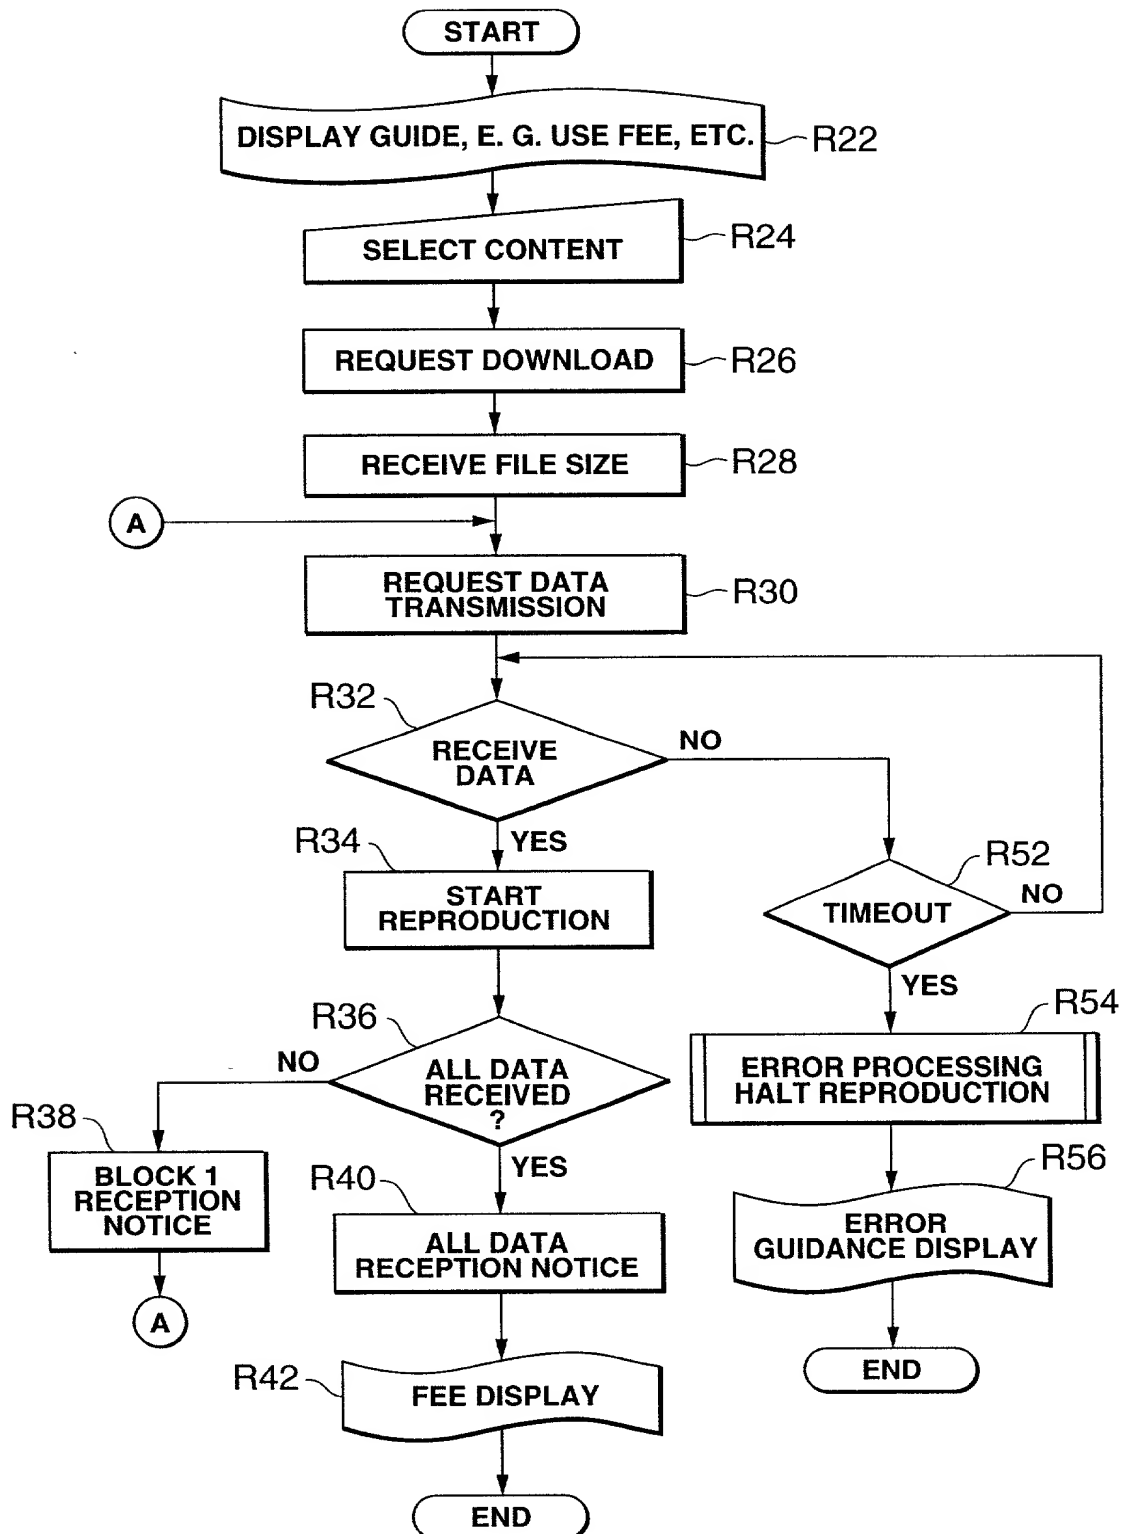 START
DISPLAY GUIDE, E. G. USE FEE, ETC.
R22
SELECT CONTENT
R24
REQUEST DOWNLOAD
R26
RECEIVE FILE SIZE
R28
A
REQUEST DATA
TRANSMISSION
R30
R32
RECEIVE
DATA
NO
YES
R34
START
REPRODUCTION
R52
TIMEOUT
NO
YES
R36
ALL DATA
RECEIVED
?
NO
YES
R54
ERROR PROCESSING
HALT REPRODUCTION
R38
BLOCK 1
RECEPTION
NOTICE
A
R40
ALL DATA
RECEPTION NOTICE
R56
ERROR
GUIDANCE DISPLAY
END
R42
FEE DISPLAY
END